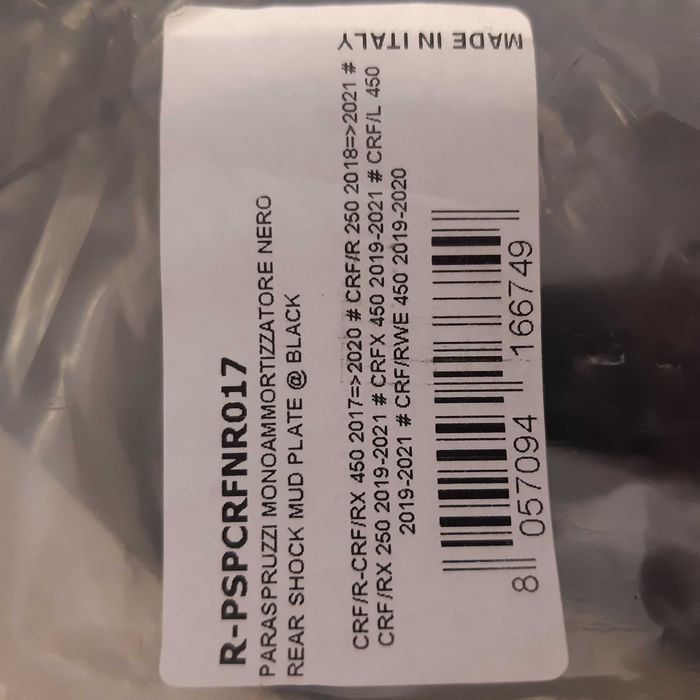 R-PSPCRFNR017
PARASPRUZZI MONOAMMORTIZZATORE NERO
REAR SHOCK MUD PLATE @ BLACK
CRF/R-CRF/RX 450 2017=>2020 # CRF/R 250 2018=>2021 #
CRF/RX 250 2019-2021 # CRFX 450 2019-2021 # CRF/L 450
2019-2021 # CRF/RWE 450 2019-2020
8 057094 166749
MADE IN ITALY